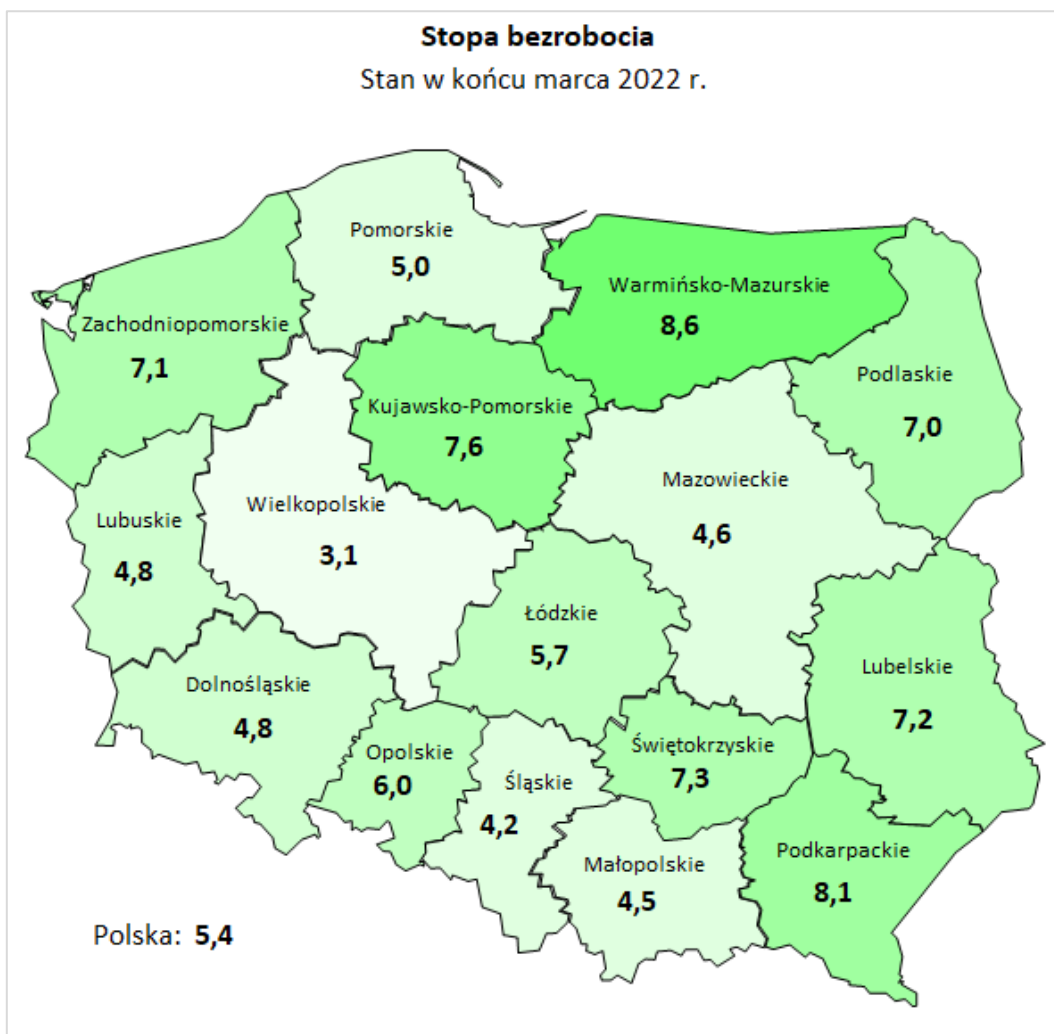 Stopa bezrobocia
Stan w końcu marca 2022 r.
Pomorskie
5,0
Warmińsko-Mazurskie
8,6
Zachodniopomorskie
7,1
Podlaskie
7,0
Kujawsko-Pomorskie
7,6
Mazowieckie
4,6
Wielkopolskie
3,1
Lubuskie
4,8
Łódzkie
5,7
Lubelskie
7,2
Dolnośląskie
4,8
Opolskie
6,0
Śląskie
4,2
Świętokrzyskie
7,3
Małopolskie
4,5
Podkarpackie
8,1
Polska: 5,4